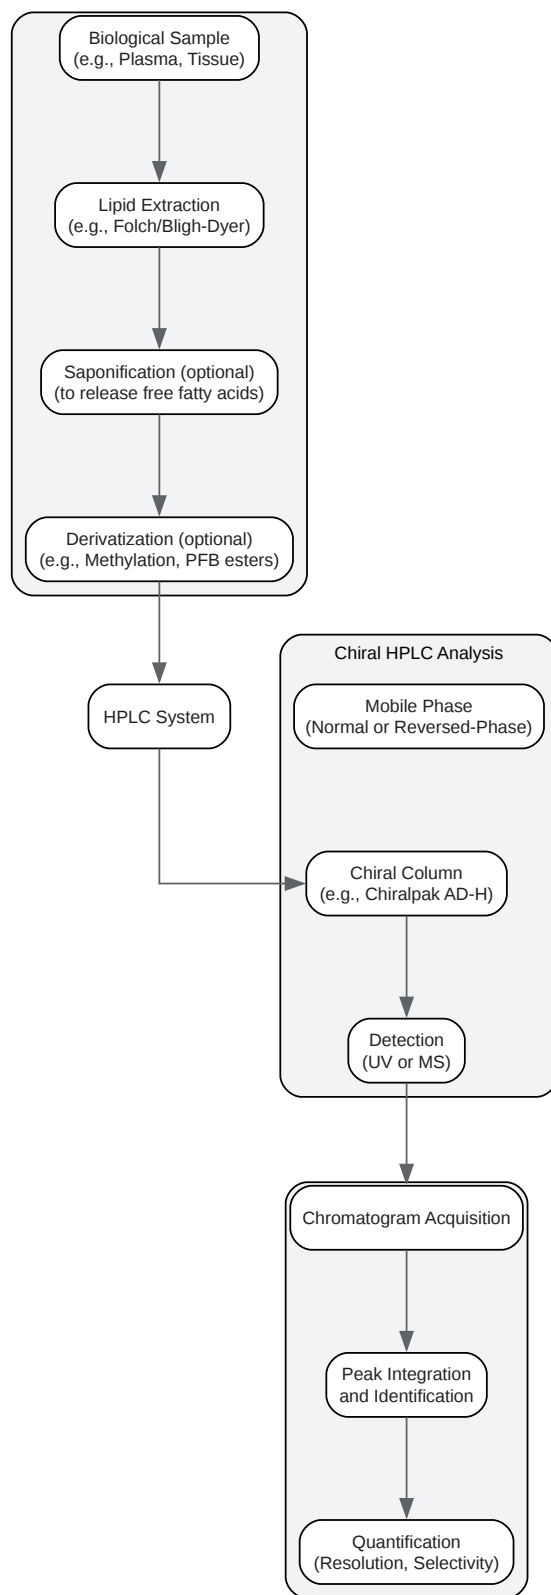 Biological Sample
(e.g., Plasma, Tissue)
Lipid Extraction
(e.g., Folch/Bligh-Dyer)
Saponification (optional)
(to release free fatty acids)
Derivatization (optional)
(e.g., Methylation, PFB esters)
HPLC System
Chiral HPLC Analysis
Mobile Phase
(Normal or Reversed-Phase)
Chiral Column
(e.g., Chiralpak AD-H)
Detection
(UV or MS)
Chromatogram Acquisition
Peak Integration
and Identification
Quantification
(Resolution, Selectivity)